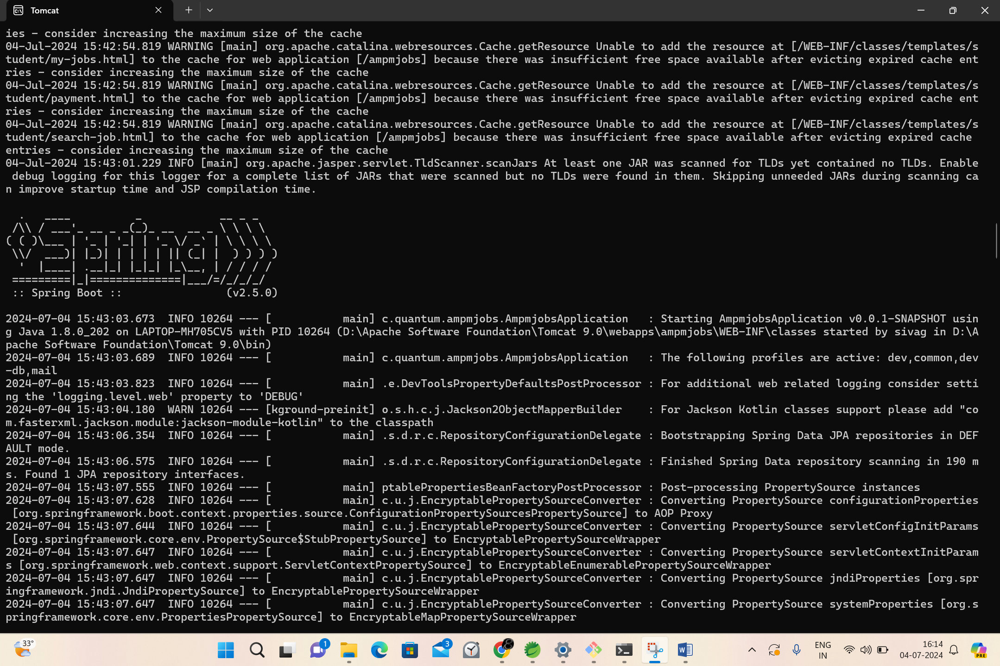 Tomcat
ies - consider increasing the maximum size of the cache
04-Jul-2024 15:42:54.819 WARNING [main] org.apache.catalina.webresources.Cache.getResource Unable to add the resource at [/WEB-INF/classes/templates/s
tudent/my-jobs.html] to the cache for web application [/ampmjobs] because there was insufficient free space available after evicting expired cache ent
ries - consider increasing the maximum size of the cache
04-Jul-2024 15:42:54.819 WARNING [main] org.apache.catalina.webresources.Cache.getResource Unable to add the resource at [/WEB-INF/classes/templates/s
tudent/payment.html] to the cache for web application [/ampmjobs] because there was insufficient free space available after evicting expired cache ent
ries - consider increasing the maximum size of the cache
04-Jul-2024 15:42:54.819 WARNING [main] org.apache.catalina.webresources.Cache.getResource Unable to add the resource at [/WEB-INF/classes/templates/s
tudent/search-job.html] to the cache for web application [/ampmjobs] because there was insufficient free space available after evicting expired cache
entries - consider increasing the maximum size of the cache
04-Jul-2024 15:43:01.229 INFO [main] org.apache.jasper.servlet.TldScanner.scanJars At least one JAR was scanned for TLDs yet contained no TLDs. Enable
 debug logging for this logger for a complete list of JARs that were scanned but no TLDs were found in them. Skipping unneeded JARs during scanning ca
n improve startup time and JSP compilation time.
  .   ____          _            __ _ _
 /\\ / ___'_ __ _ _(_)_ __  __ _ \ \ \ \
( ( )\___ | '_ | '_| | '_ \/ _` | \ \ \ \
 \\/  ___)| |_)| | | | | || (_| |  ) ) ) )
  '  |____| .__|_| |_|_| |_\__, | / / / /
 =========|_|==============|___/=/_/_/_/
 :: Spring Boot ::                (v2.5.0)
2024-07-04 15:43:03.673  INFO 10264 --- [           main] c.quantum.ampmjobs.AmpmjobsApplication   : Starting AmpmjobsApplication v0.0.1-SNAPSHOT usin
g Java 1.8.0_202 on LAPTOP-MH705CV5 with PID 10264 (D:\Apache Software Foundation\Tomcat 9.0\webapps\ampmjobs\WEB-INF\classes started by sivag in D:\A
pache Software Foundation\Tomcat 9.0\bin)
2024-07-04 15:43:03.689  INFO 10264 --- [           main] c.quantum.ampmjobs.AmpmjobsApplication   : The following profiles are active: dev,common,dev
-db,mail
2024-07-04 15:43:03.823  INFO 10264 --- [           main] .e.DevToolsPropertyDefaultsPostProcessor : For additional web related logging consider setti
ng the 'logging.level.web' property to 'DEBUG'
2024-07-04 15:43:04.180  WARN 10264 --- [kground-preinit] o.s.h.c.j.Jackson2ObjectMapperBuilder    : For Jackson Kotlin classes support please add "co
m.fasterxml.jackson.module:jackson-module-kotlin" to the classpath
2024-07-04 15:43:06.354  INFO 10264 --- [           main] .s.d.r.c.RepositoryConfigurationDelegate : Bootstrapping Spring Data JPA repositories in DEF
AULT mode.
2024-07-04 15:43:06.575  INFO 10264 --- [           main] .s.d.r.c.RepositoryConfigurationDelegate : Finished Spring Data repository scanning in 190 m
s. Found 1 JPA repository interfaces.
2024-07-04 15:43:07.555  INFO 10264 --- [           main] ptablePropertiesBeanFactoryPostProcessor : Post-processing PropertySource instances
2024-07-04 15:43:07.628  INFO 10264 --- [           main] c.u.j.EncryptablePropertySourceConverter : Converting PropertySource configurationProperties
 [org.springframework.boot.context.properties.source.ConfigurationPropertySourcesPropertySource] to AOP Proxy
2024-07-04 15:43:07.644  INFO 10264 --- [           main] c.u.j.EncryptablePropertySourceConverter : Converting PropertySource servletConfigInitParams
 [org.springframework.core.env.PropertySource$StubPropertySource] to EncryptablePropertySourceWrapper
2024-07-04 15:43:07.647  INFO 10264 --- [           main] c.u.j.EncryptablePropertySourceConverter : Converting PropertySource servletContextInitParam
s [org.springframework.web.context.support.ServletContextPropertySource] to EncryptableEnumerablePropertySourceWrapper
2024-07-04 15:43:07.647  INFO 10264 --- [           main] c.u.j.EncryptablePropertySourceConverter : Converting PropertySource jndiProperties [org.spr
ingframework.jndi.JndiPropertySource] to EncryptablePropertySourceWrapper
2024-07-04 15:43:07.647  INFO 10264 --- [           main] c.u.j.EncryptablePropertySourceConverter : Converting PropertySource systemProperties [org.s
pringframework.core.env.PropertiesPropertySource] to EncryptableMapPropertySourceWrapper
33°
1
3
ENG
IN
16:14
04-07-2024
PRE